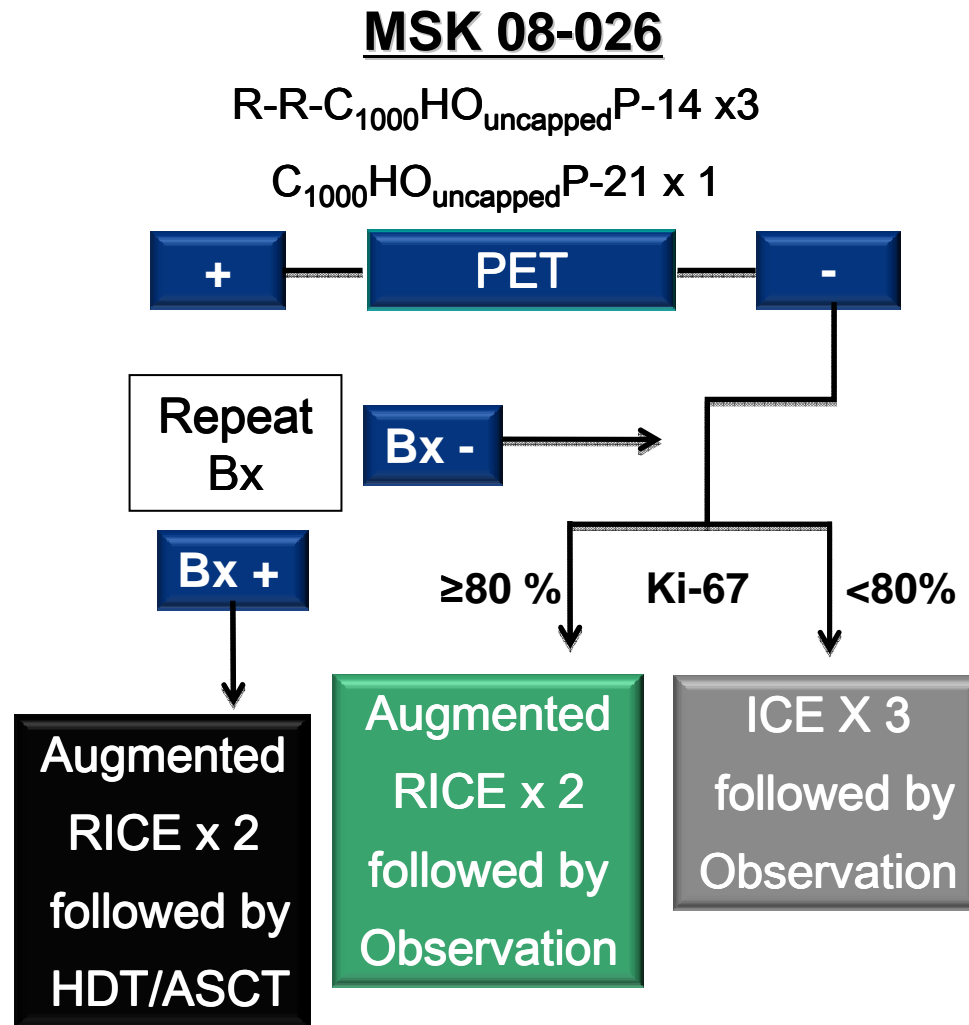 MSK 08-026
R-R-C1000HOuncappedP-14 x3
C1000HOuncappedP-21 x 1
+
PET
-
Repeat
Bx
Bx -
Bx +
≥80 %
Ki-67
<80%
Augmented
RICE x 2
followed by
HDT/ASCT
Augmented
RICE x 2
followed by
Observation
ICE X 3
followed by
Observation